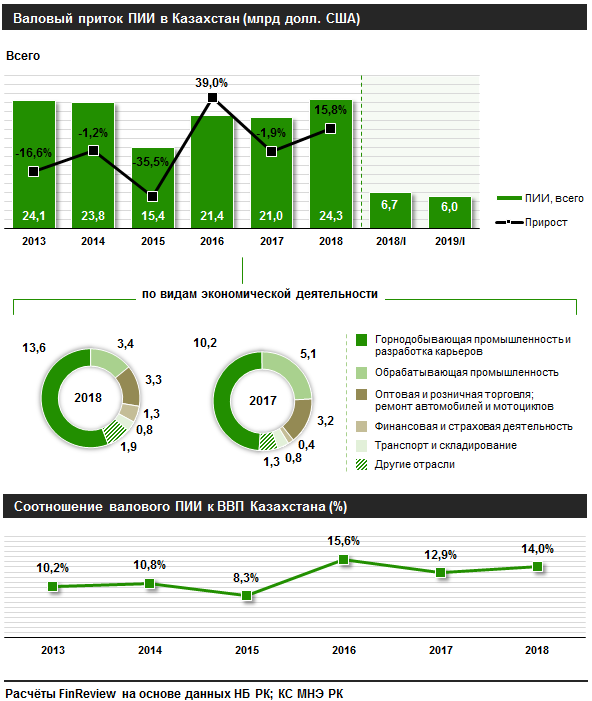 Валовый приток ПИИ в Казахстан (млрд долл. США)
Всего
39,0%
-16,6%
-1,2%
-35,5%
-1,9%
15,8%
24,1
23,8
15,4
21,4
21,0
24,3
6,7
6,0
2013
2014
2015
2016
2017
2018
2018/I
2019/I
ПИИ, всего
Прирост
по видам экономической деятельности
13,6
3,4
3,3
1,3
0,8
1,9
2018
10,2
5,1
3,2
0,4
0,8
1,3
2017
Горнодобывающая промышленность и
разработка карьеров
Обрабатывающая промышленность
Оптовая и розничная торговля;
ремонт автомобилей и мотоциклов
Финансовая и страховая деятельность
Транспорт и складирование
Другие отрасли
Соотношение валового ПИИ к ВВП Казахстана (%)
10,2%
10,8%
8,3%
15,6%
12,9%
14,0%
2013
2014
2015
2016
2017
2018
Расчёты FinReview на основе данных НБ РК; КС МНЭ РК